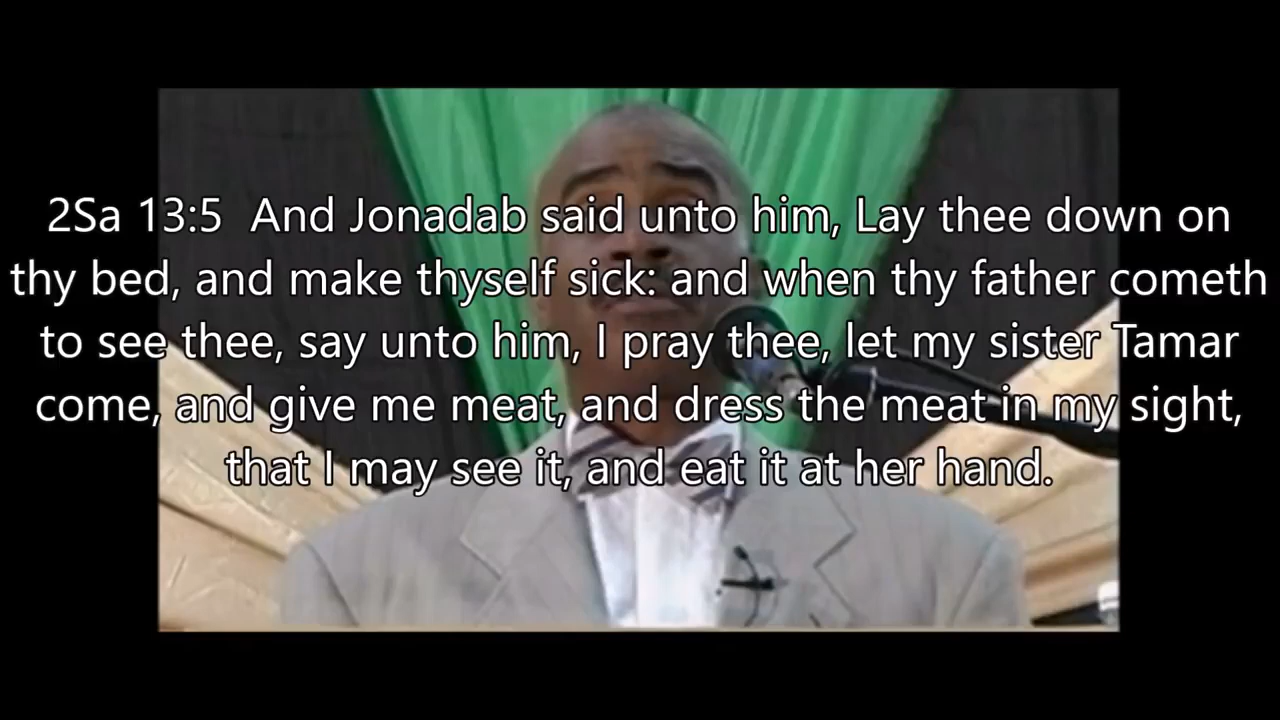 2Sa 13:5  And Jonadab said unto him, Lay thee down on
thy bed, and make thyself sick: and when thy father cometh
to see thee, say unto him, I pray thee, let my sister Tamar
come, and give me meat, and dress the meat in my sight,
that I may see it, and eat it at her hand.